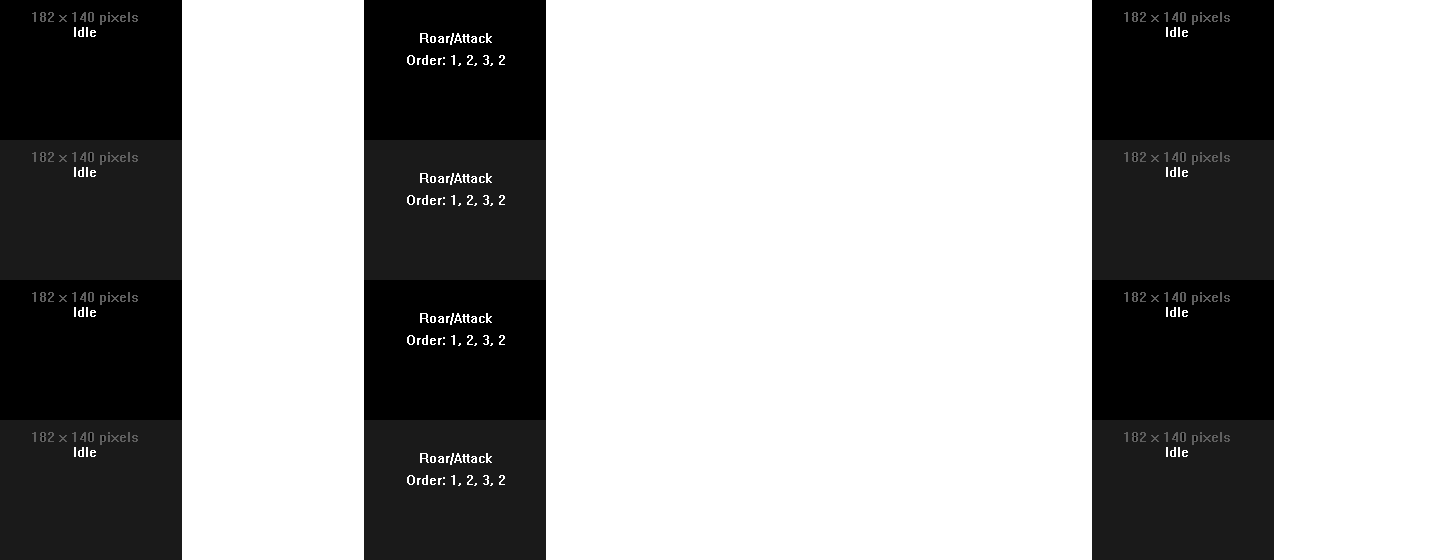 182 x 140 pixels
Idle
Roar/Attack
Order: 1, 2, 3, 2
182 x 140 pixels
Idle
182 x 140 pixels
Idle
Roar/Attack
Order: 1, 2, 3, 2
182 x 140 pixels
Idle
182 x 140 pixels
Idle
Roar/Attack
Order: 1, 2, 3, 2
182 x 140 pixels
Idle
182 x 140 pixels
Idle
Roar/Attack
Order: 1, 2, 3, 2
182 x 140 pixels
Idle